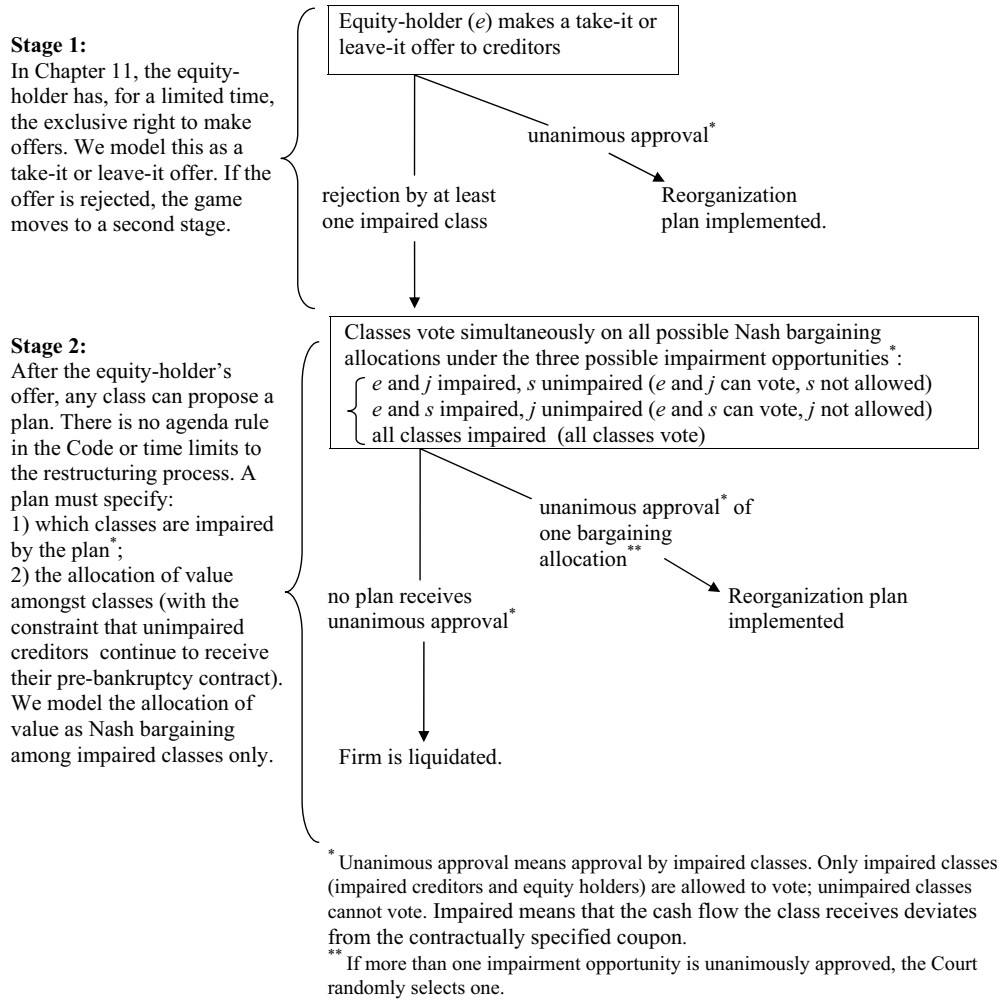 Stage 1:
In Chapter 11, the equity-
holder has, for a limited time,
the exclusive right to make
offers. We model this as a
take-it or leave-it offer. If the
offer is rejected, the game
moves to a second stage.
Equity-holder (e) makes a take-it or
leave-it offer to creditors
unanimous approval*
rejection by at least
one impaired class
Reorganization
plan implemented.
Stage 2:
After the equity-holder's
offer, any class can propose a
plan. There is no agenda rule
in the Code or time limits to
the restructuring process. A
plan must specify:
1) which classes are impaired
by the plan*;
2) the allocation of value
amongst classes (with the
constraint that unimpaired
creditors continue to receive
their pre-bankruptcy contract).
We model the allocation of
value as Nash bargaining
among impaired classes only.
Classes vote simultaneously on all possible Nash bargaining
allocations under the three possible impairment opportunities*:
e and j impaired, s unimpaired (e and j can vote, s not allowed)
e and s impaired, j unimpaired (e and s can vote, j not allowed)
all classes impaired (all classes vote)
unanimous approval* of
one bargaining
allocation**
no plan receives
unanimous approval*
Reorganization plan
implemented
Firm is liquidated.
* Unanimous approval means approval by impaired classes. Only impaired classes
(impaired creditors and equity holders) are allowed to vote; unimpaired classes
cannot vote. Impaired means that the cash flow the class receives deviates
from the contractually specified coupon.
** If more than one impairment opportunity is unanimously approved, the Court
randomly selects one.